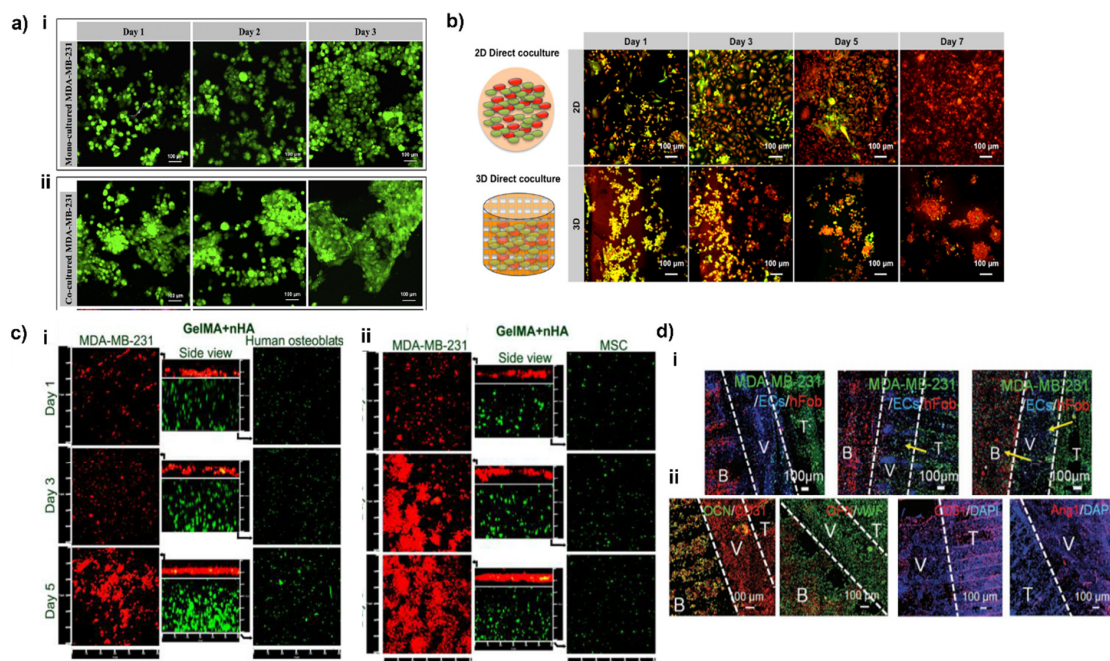 a)
i
Day 1
Day 2
Day 3
Mono-cultured MDA-MB-231
100 μm
100 μm
100 μm
ii
Co-cultured MDA-MB-231
100 μm
100 μm
100 μm
b)
2D Direct coculture
3D Direct coculture
Day 1
Day 3
Day 5
Day 7
2D
100 μm
100 μm
100 μm
100 μm
3D
100 μm
100 μm
100 μm
100 μm
c)
i
GelMA+nHA
MDA-MB-231
Side view
Human osteoblats
Day 1
Day 3
Day 5
ii
GelMA+nHA
MDA-MB-231
Side view
MSC
d)
i
MDA-MB-231
/ECs/hFob
B
V
T
100μm
MDA-MB-231
/ECs/hFob
B
V
T
100μm
MDA-MB-231
/ECs/hFob
B
V
T
100μm
ii
OCN/CD31
B
V
T
100 μm
OPN/vWF
B
V
T
100 μm
/DAPI
V
T
100 μm
Ang1/DAP
V
T
100 μm